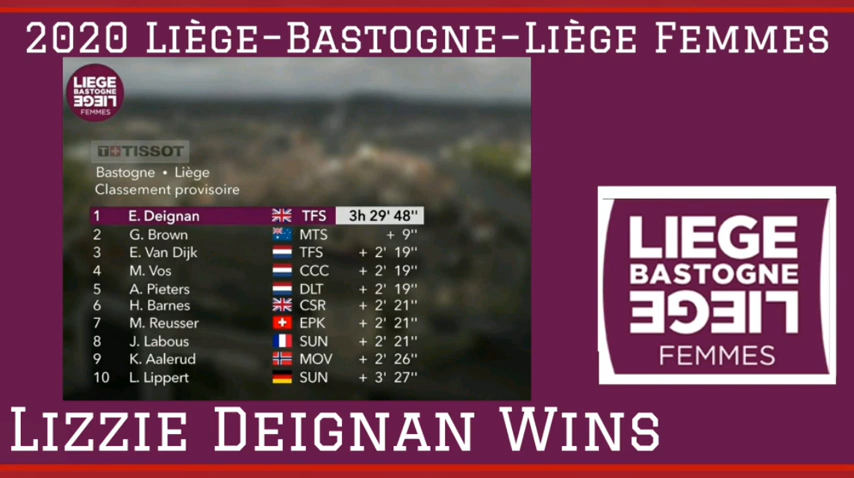 2020 Liège-Bastogne-Liège Femmes
LIEGE
BASTOGNE
LIEGE
FEMMES
T+TISSOT
Bastogne • Liège
Classement provisoire
1 E. Deignan TFS 3h 29' 48''
2 G. Brown MTS + 9''
3 E. Van Dijk TFS + 2' 19''
4 M. Vos CCC + 2' 19''
5 A. Pieters DLT + 2' 19''
6 H. Barnes CSR + 2' 21''
7 M. Reusser EPK + 2' 21''
8 J. Labous SUN + 2' 21''
9 K. Aalerud MOV + 2' 26''
10 L. Lippert SUN + 3' 27''
LIEGE
BASTOGNE
LIEGE
FEMMES
Lizzie Deignan Wins